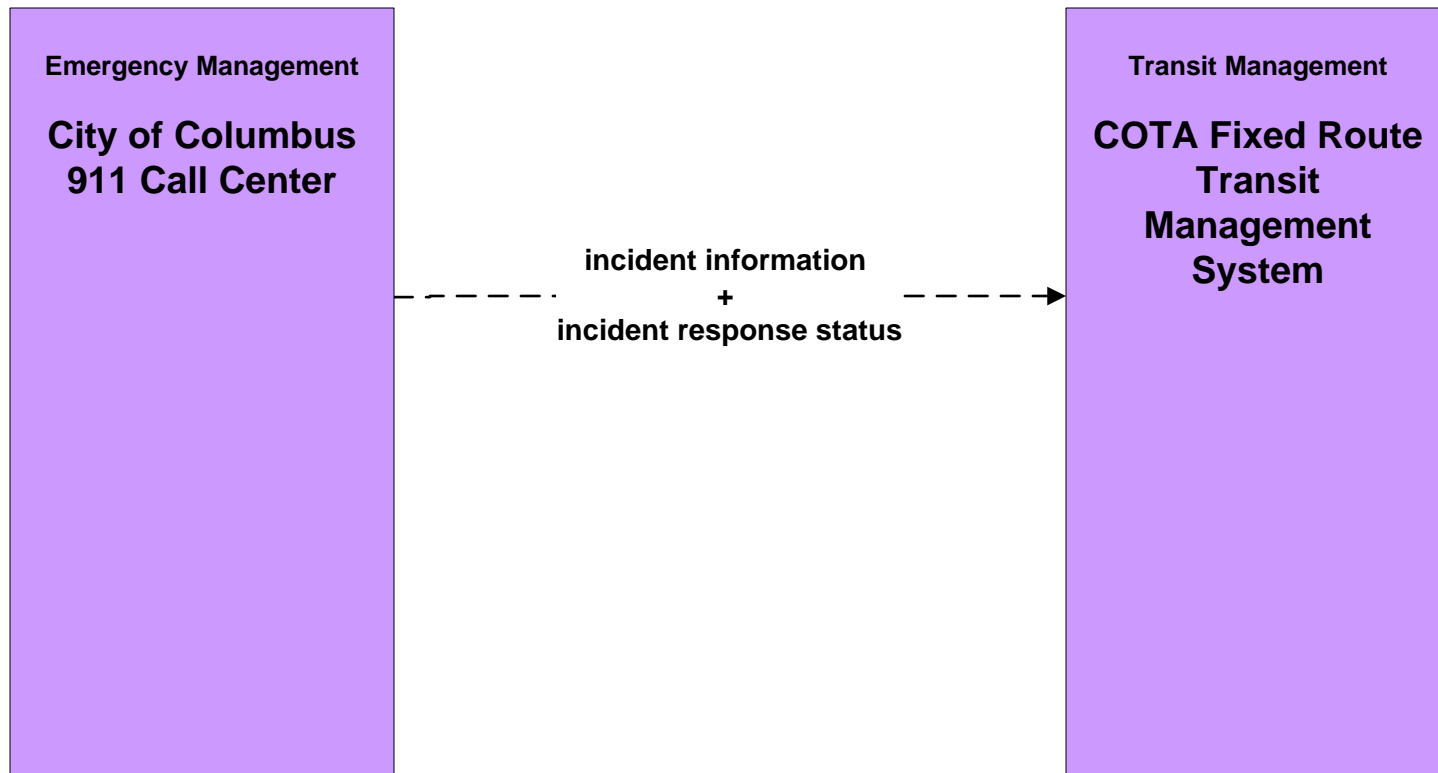 Emergency Management
City of Columbus
911 Call Center
incident information
+
incident response status
Transit Management
COTA Fixed Route
Transit
Management
System